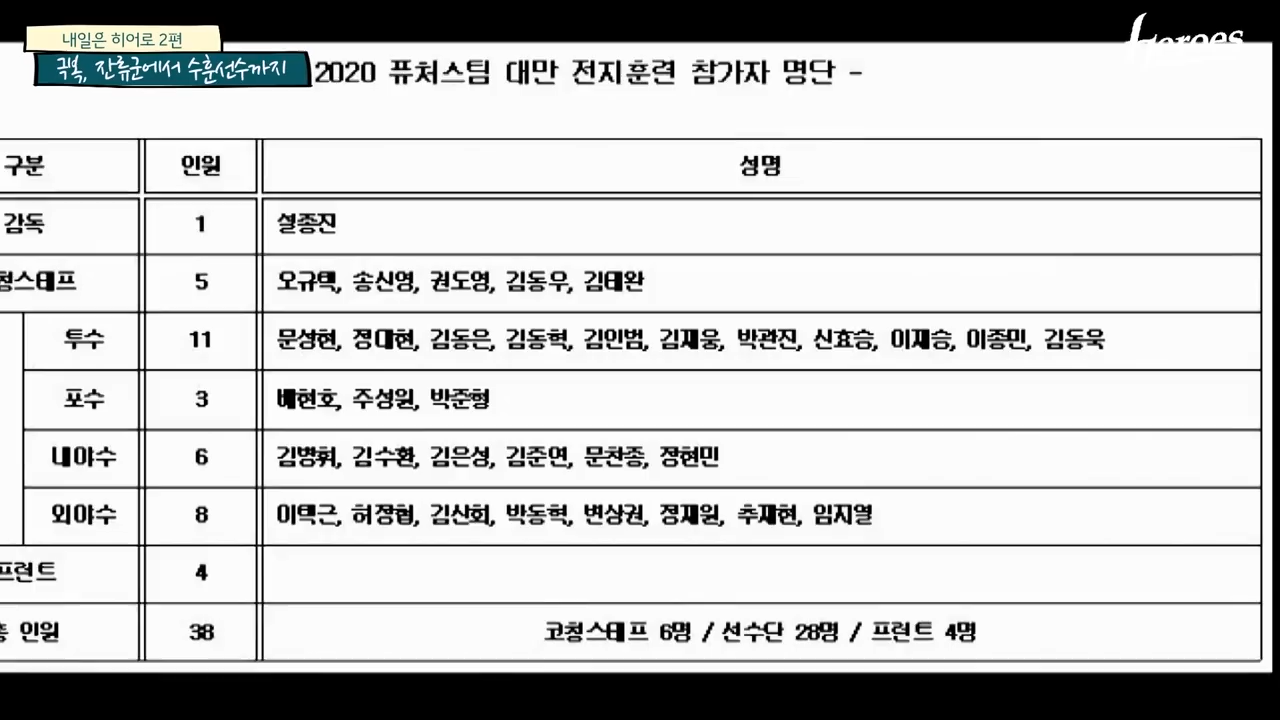 내일은 히어로 2편
극복, 잔류군에서 수훈선수까지
heroes
2020 퓨처스팀 대만 전지훈련 참가자 명단 -
구분 인원 성명
감독 1 설종진
청스태프 5 오규택, 송신영, 권도영, 김동우, 김태완
투수 11 문성현, 정대현, 김동은, 김동혁, 김인범, 김재웅, 박관진, 신효승, 이재승, 이종민, 김동욱
포수 3 배현호, 주성원, 박준형
내야수 6 김병휘, 김수환, 김은성, 김준연, 문찬종, 장현민
외야수 8 이택근, 허정협, 김신회, 박동혁, 변상권, 정재원, 추재현, 임지열
프런트 4
총 인원 38 코칭스태프 6명 / 선수단 28명 / 프런트 4명